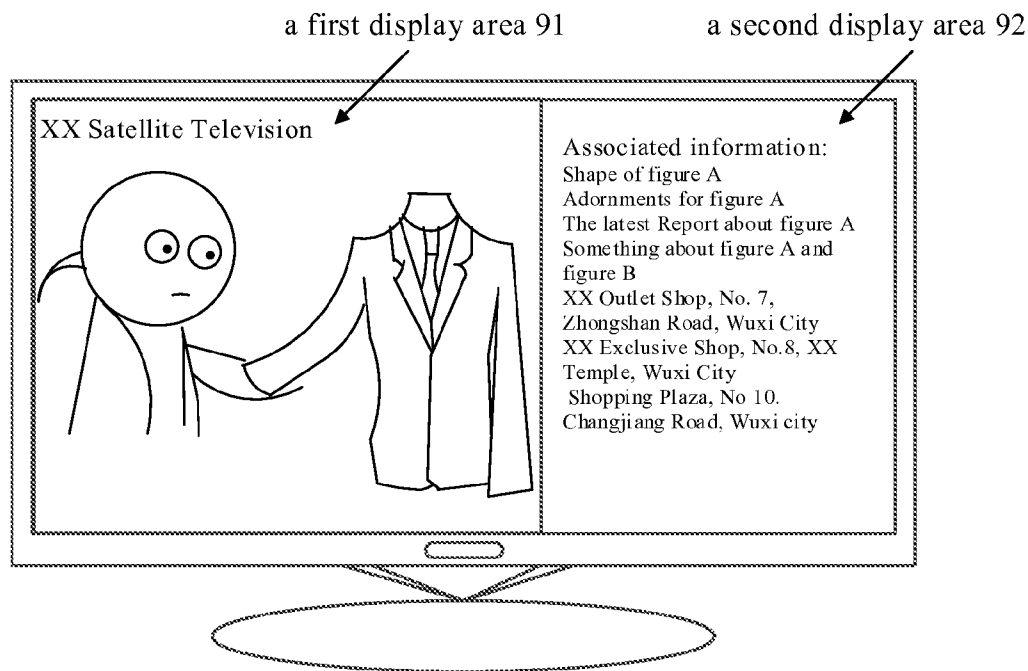 a first display area 91
a second display area 92
XX Satellite Television
Associated information:
Shape of figure A
Adornments for figure A
The latest Report about figure A
Something about figure A and
figure B
XX Outlet Shop, No. 7,
Zhongshan Road, Wuxi City
XX Exclusive Shop, No.8, XX
Temple, Wuxi City
Shopping Plaza, No 10.
Changjiang Road, Wuxi city